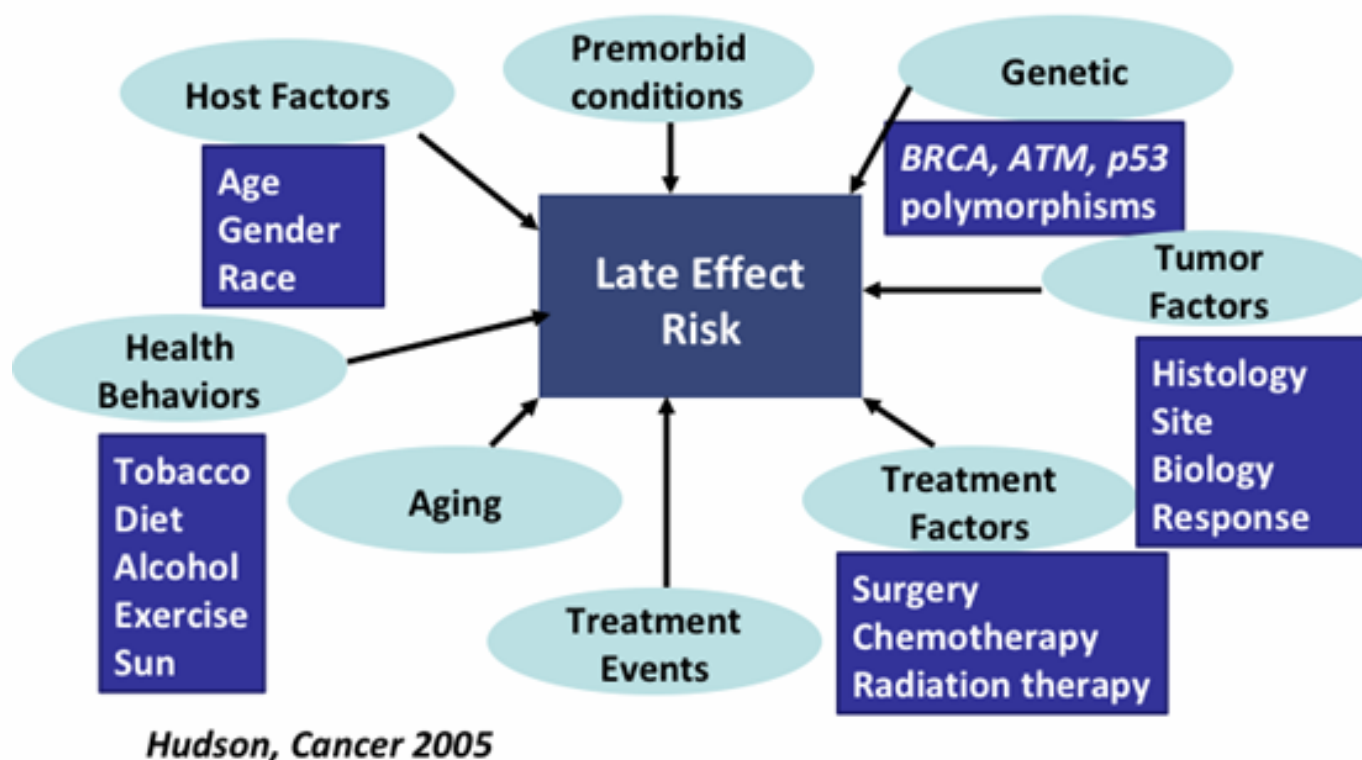 Host Factors
Age
Gender
Race
Premorbid
conditions
Genetic
BRCA, ATM, p53
polymorphisms
Late Effect
Risk
Tumor
Factors
Histology
Site
Biology
Response
Health
Behaviors
Tobacco
Diet
Alcohol
Exercise
Sun
Aging
Treatment
Events
Treatment
Factors
Surgery
Chemotherapy
Radiation therapy
Hudson, Cancer 2005